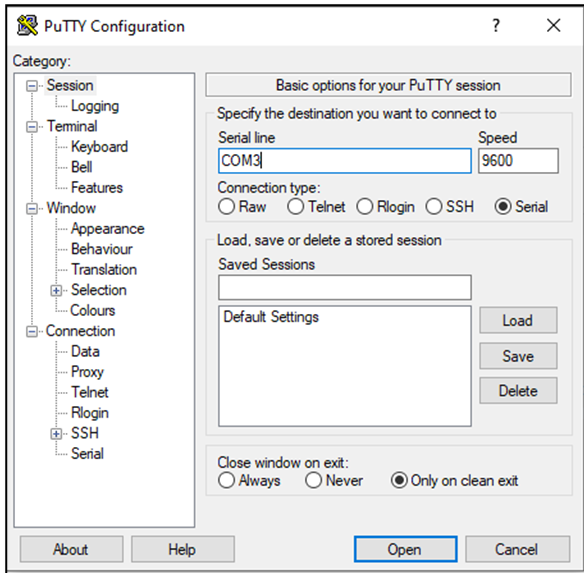 PuTTY Configuration
?
Category:
Session
Logging
Terminal
Keyboard
Bell
Features
Window
Appearance
Behaviour
Translation
Selection
Colours
Connection
Data
Proxy
Telnet
Rlogin
SSH
Serial
Basic options for your PuTTY session
Specify the destination you want to connect to
Serial line Speed
COM3 9600
Connection type:
Raw Telnet Rlogin SSH Serial
Load, save or delete a stored session
Saved Sessions
Default Settings
Load
Save
Delete
Close window on exit:
Always Never Only on clean exit
About Help Open Cancel